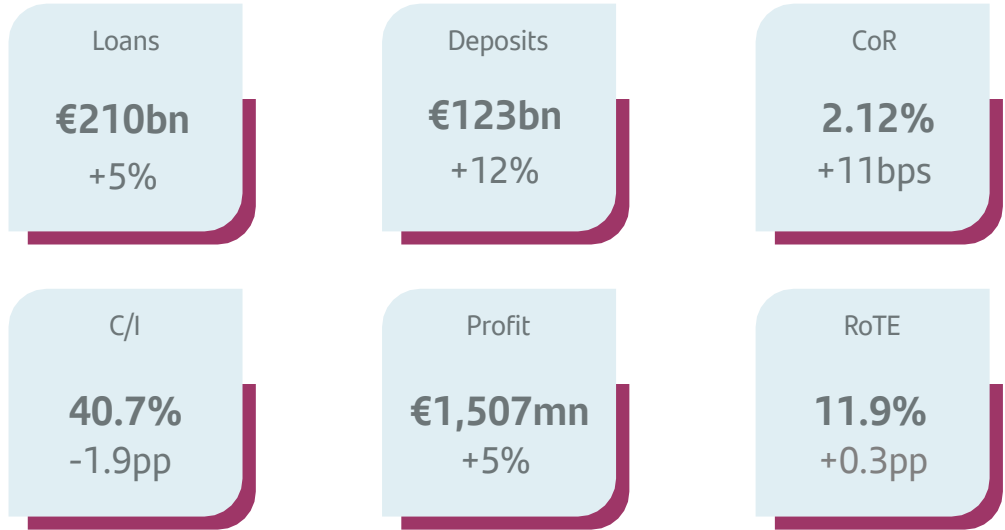 Loans
€210bn
+5%
Deposits
€123bn
+12%
CoR
2.12%
+11bps
C/I
40.7%
-1.9pp
Profit
€1,507mn
+5%
RoTE
11.9%
+0.3pp